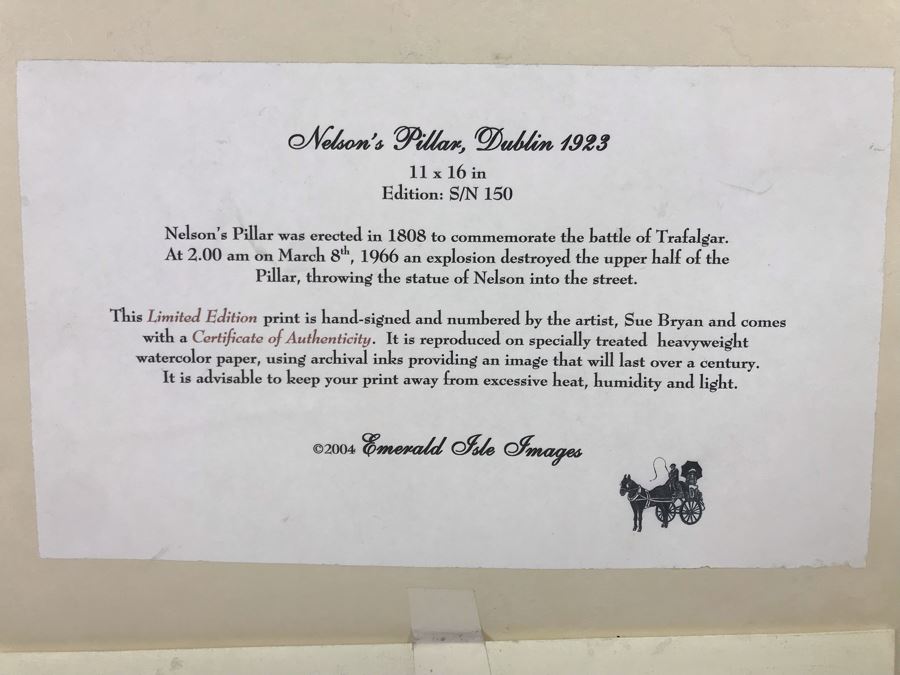 Nelson's Pillar, Dublin 1923
11 x 16 in
Edition: S/N 150
Nelson's Pillar was erected in 1808 to commemorate the battle of Trafalgar.
At 2.00 am on March 8th, 1966 an explosion destroyed the upper half of the
Pillar, throwing the statue of Nelson into the street.
This Limited Edition print is hand-signed and numbered by the artist, Sue Bryan and comes
with a Certificate of Authenticity. It is reproduced on specially treated heavyweight
watercolor paper, using archival inks providing an image that will last over a century.
It is advisable to keep your print away from excessive heat, humidity and light.
©2004 Emerald Isle Images